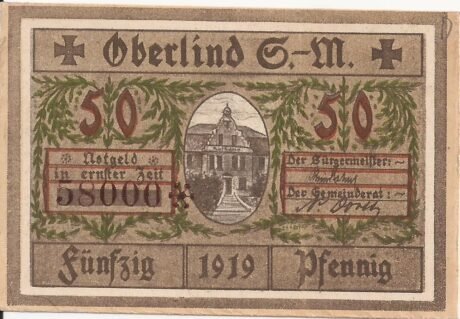 Oberlind S.-M.
50
50
Notgeld
in ernster Zeit
58000
Der Bürgermeister:
Der Gemeinderat:
Fünfzig 1919 Pfennig